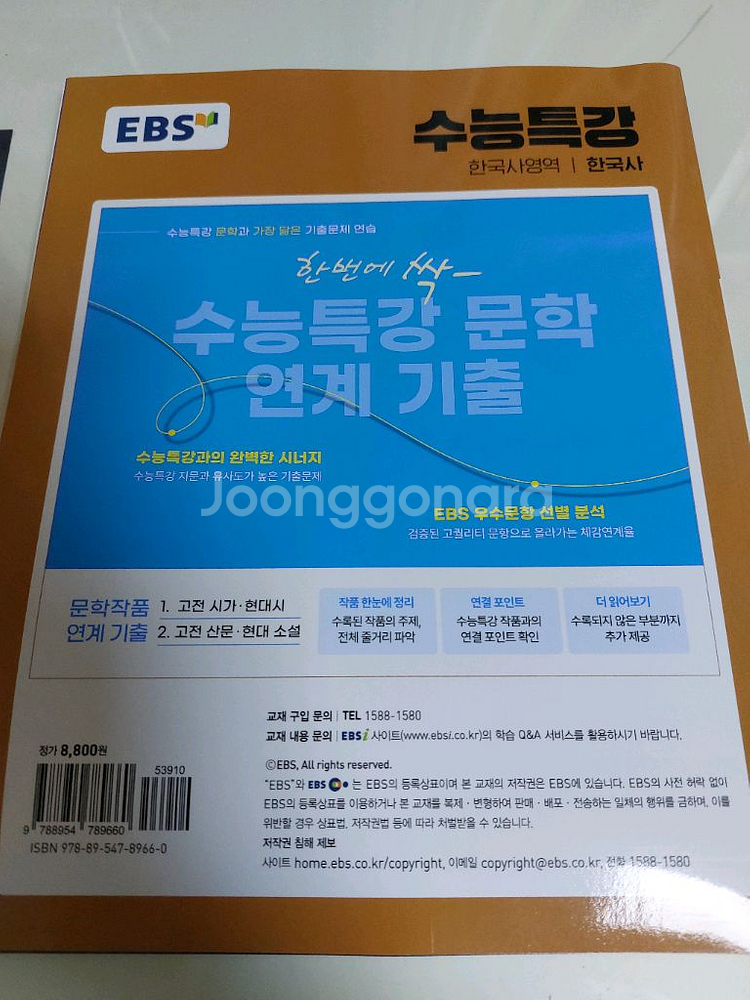 EBS
수능특강
한국사영역 | 한국사
수능특강 문학과 가장 닮은 기출문제 연습
한번에 싹
수능특강 문학
연계 기출
수능특강과의 완벽한 시너지
수능특강 지문과 유사도가 높은 기출문제
Joonggonara
EBS 우수문항 선별 분석
검증된 고퀄리티 문항으로 올라가는 체감연계율
문학작품
연계 기출
1. 고전 시가·현대시
2. 고전 산문·현대 소설
작품 한눈에 정리
수록된 작품의 주제,
전체 줄거리 파악
연결 포인트
수능특강 작품과의
연결 포인트 확인
더 읽어보기
수록되지 않은 부분까지
추가 제공
교재 구입 문의 | TEL 1588-1580
교재 내용 문의 | EBSi 사이트(www.ebsi.co.kr)의 학습 Q&A 서비스를 활용하시기 바랍니다.
정가 8,800원
53910
9 788954 789660
ISBN 978-89-547-8966-0
ⓒEBS, All rights reserved.
"EBS"와 EBS 는 EBS의 등록상표이며 본 교재의 저작권은 EBS에 있습니다. EBS의 사전 허락 없이
EBS의 등록상표를 이용하거나 본 교재를 복제·변형하여 판매·배포·전송하는 일체의 행위를 금하며, 이를
위반할 경우 상표법, 저작권법 등에 따라 처벌받을 수 있습니다.
저작권 침해 제보
사이트 home.ebs.co.kr/copyright, 이메일 copyright@ebs.co.kr, 전화 1588-1580